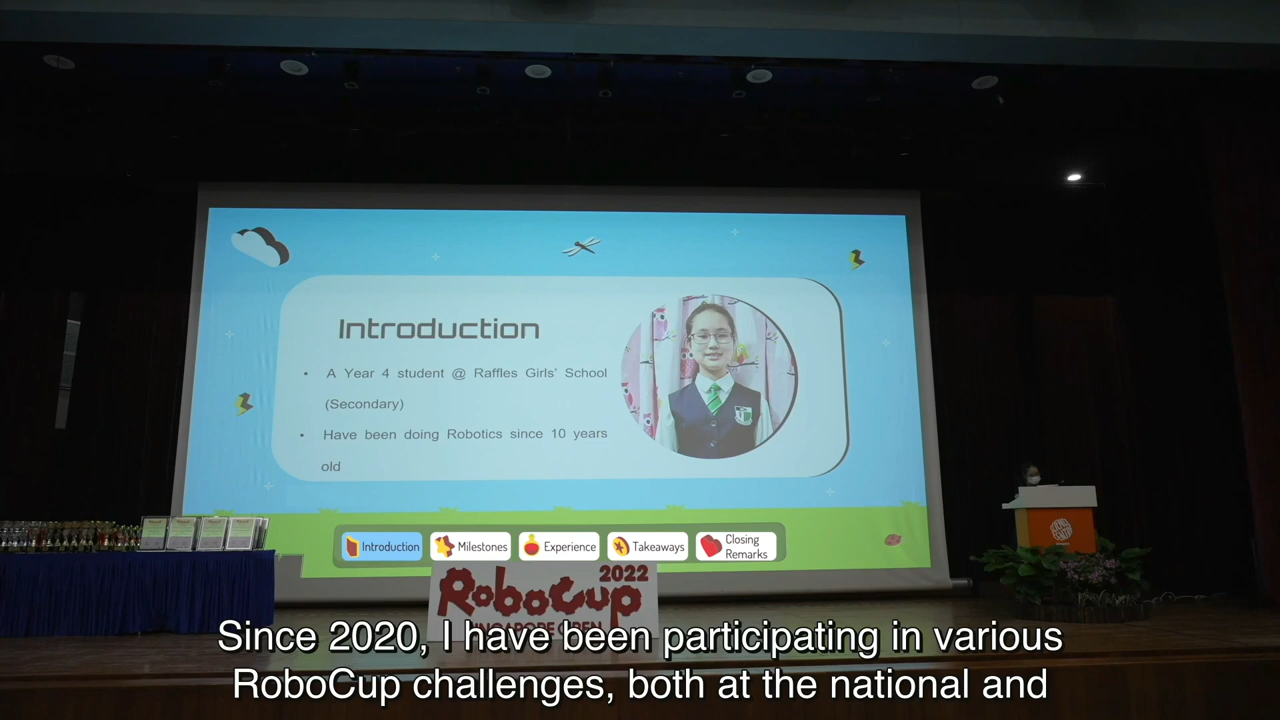 Introduction
• A Year 4 student @ Raffles Girls' School
(Secondary)
• Have been doing Robotics since 10 years
old
Introduction
Milestones
Experience
Takeaways
Closing
Remarks
2022
RoboCup
SINGAPORE OPEN
Since 2020, I have been participating in various
RoboCup challenges, both at the national and